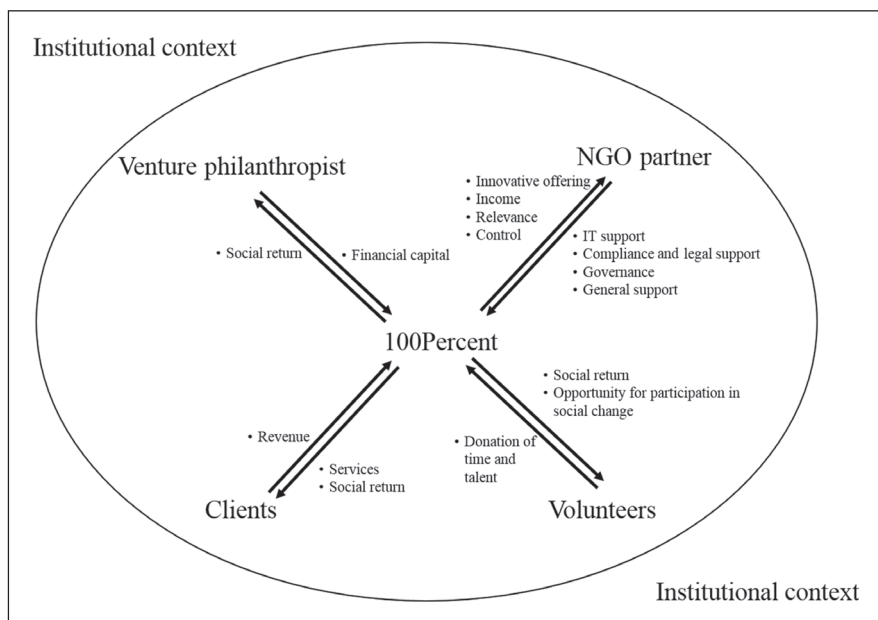 Institutional context
Venture philanthropist
NGO partner
• Innovative offering
• Income
• Relevance
• Control
• Social return
• Financial capital
• IT support
• Compliance and legal support
• Governance
• General support
100Percent
• Social return
• Opportunity for participation in
social change
• Revenue
• Donation of
time and
talent
• Services
• Social return
Clients
Volunteers
Institutional context